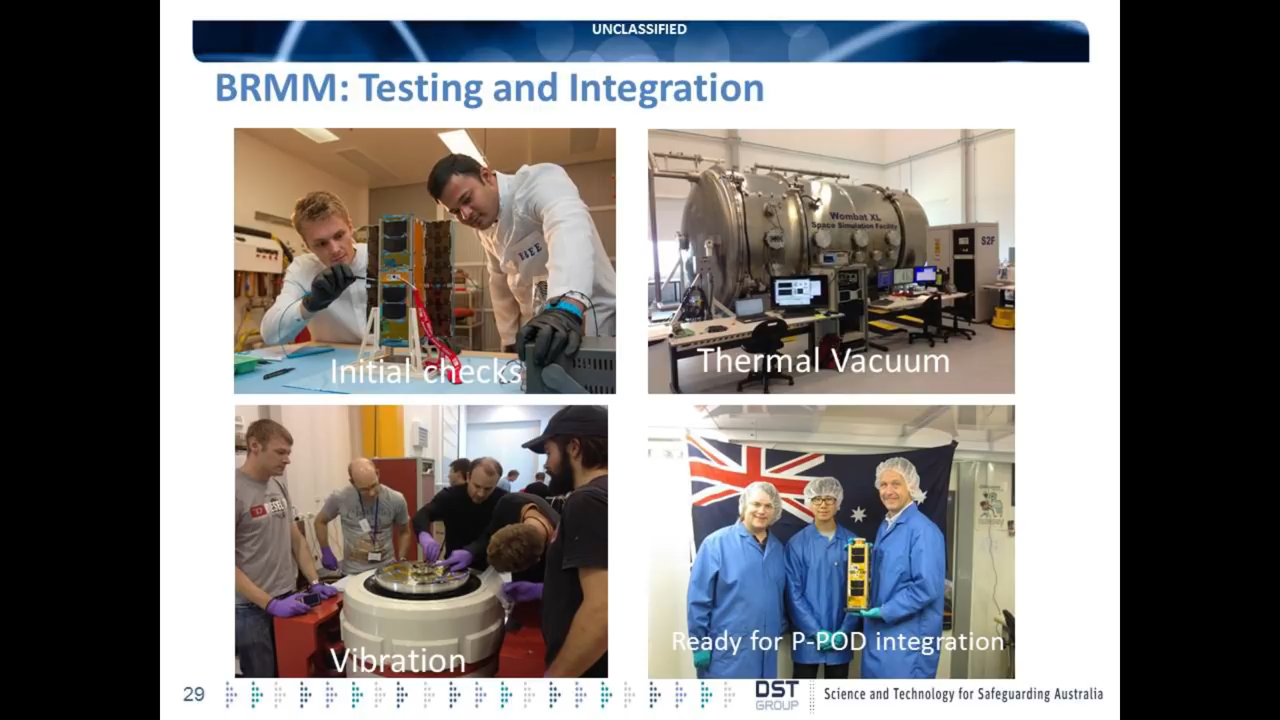 UNCLASSIFIED
BRMM: Testing and Integration
Initial checks
Wombat XL
Space Simulation Facility
S2F
Thermal Vacuum
Vibration
Ready for P-POD integration
29
DST
GROUP
Science and Technology for Safeguarding Australia